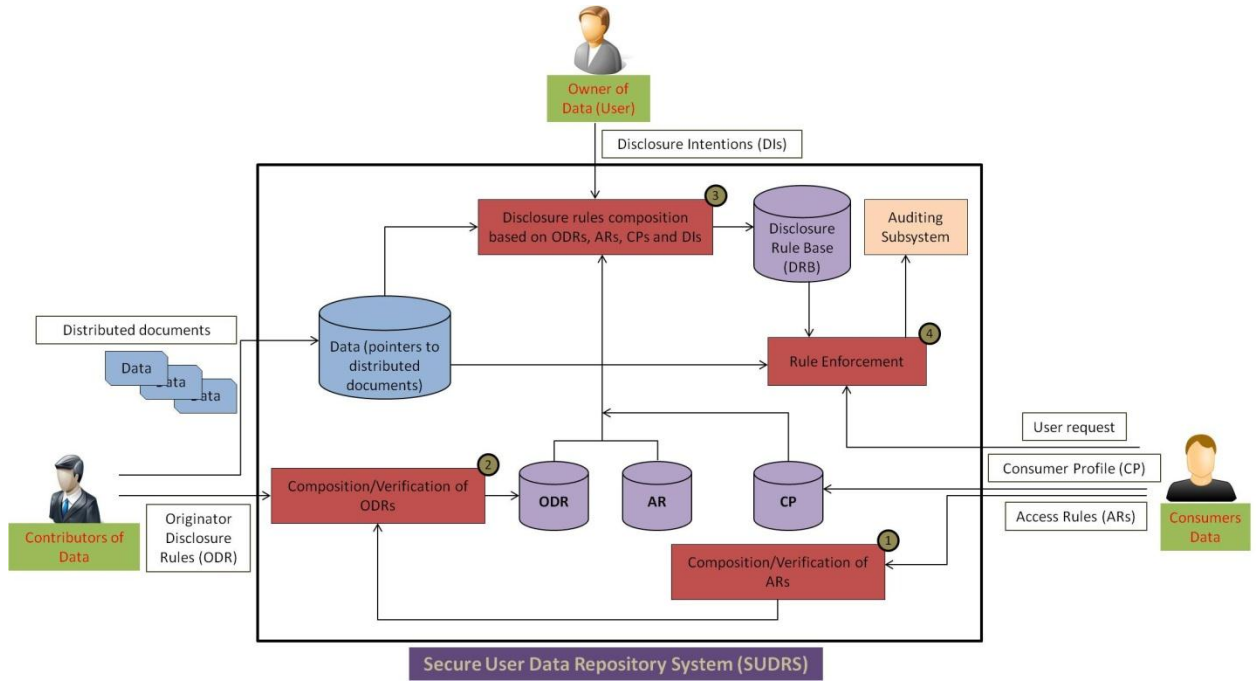 Owner of
Data (User)
Disclosure Intentions (DIs)
3
Disclosure rules composition
based on ODRs, ARs, CPs and DIs
Disclosure
Rule Base
(DRB)
Auditing
Subsystem
Distributed documents
Data
Data
Data
Data (pointers to
distributed
documents)
4
Rule Enforcement
User request
Consumer Profile (CP)
Access Rules (ARs)
Consumers
Data
2
Composition/Verification of
ODRs
ODR
AR
CP
Contributors of
Data
Originator
Disclosure
Rules (ODR)
1
Composition/Verification of
ARs
Secure User Data Repository System (SUDRS)